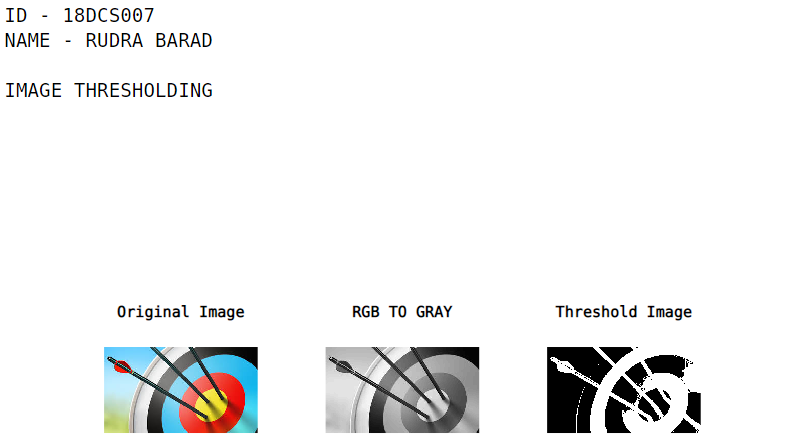 ID - 18DCS007
NAME - RUDRA BARAD
IMAGE THRESHOLDING
Original Image
RGB TO GRAY
Threshold Image